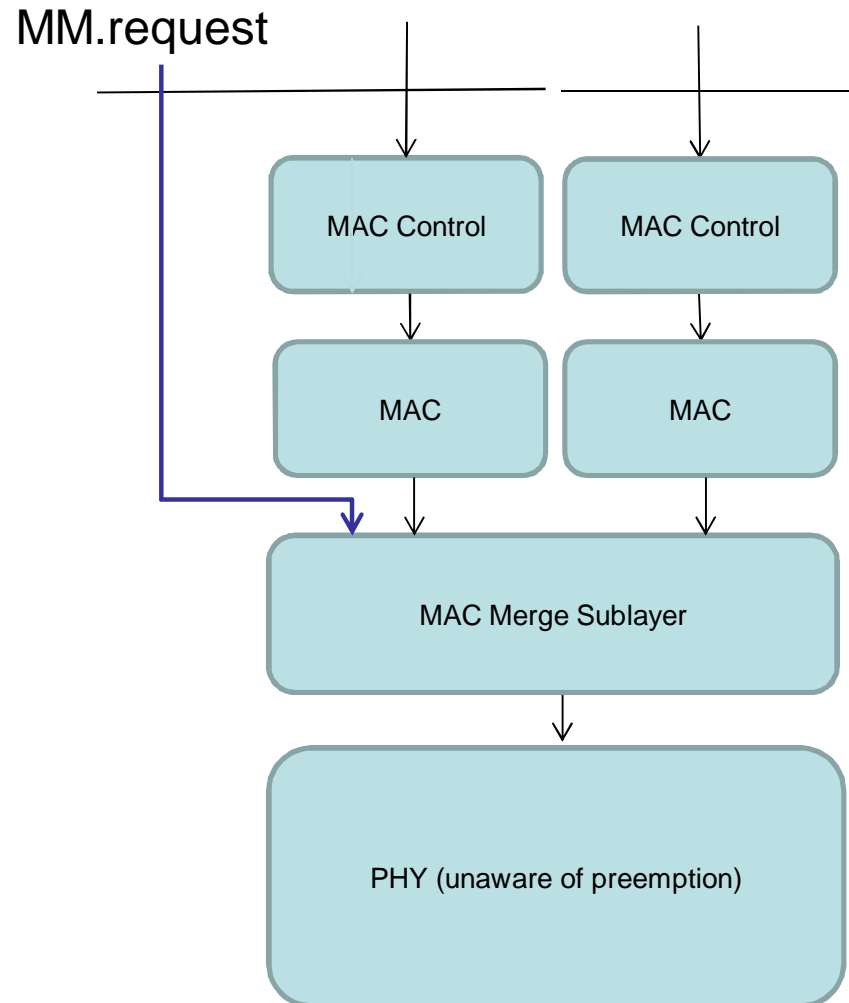 MM.request
MAC Control
MAC Control
MAC
MAC
MAC Merge Sublayer
PHY (unaware of preemption)